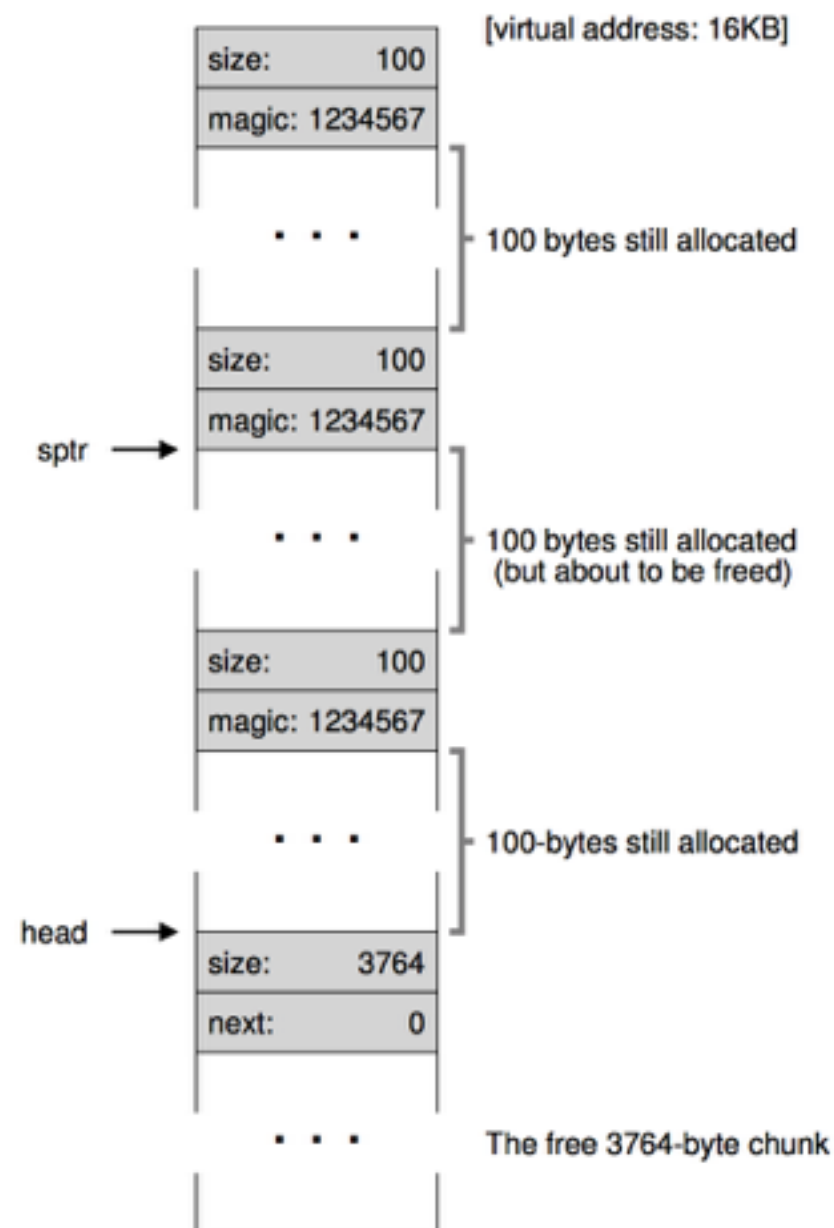 [virtual address: 16KB]
size: 100
magic: 1234567
. . .
100 bytes still allocated
size: 100
magic: 1234567
sptr
. . .
100 bytes still allocated
(but about to be freed)
size: 100
magic: 1234567
. . .
100-bytes still allocated
head
size: 3764
next: 0
. . .
The free 3764-byte chunk